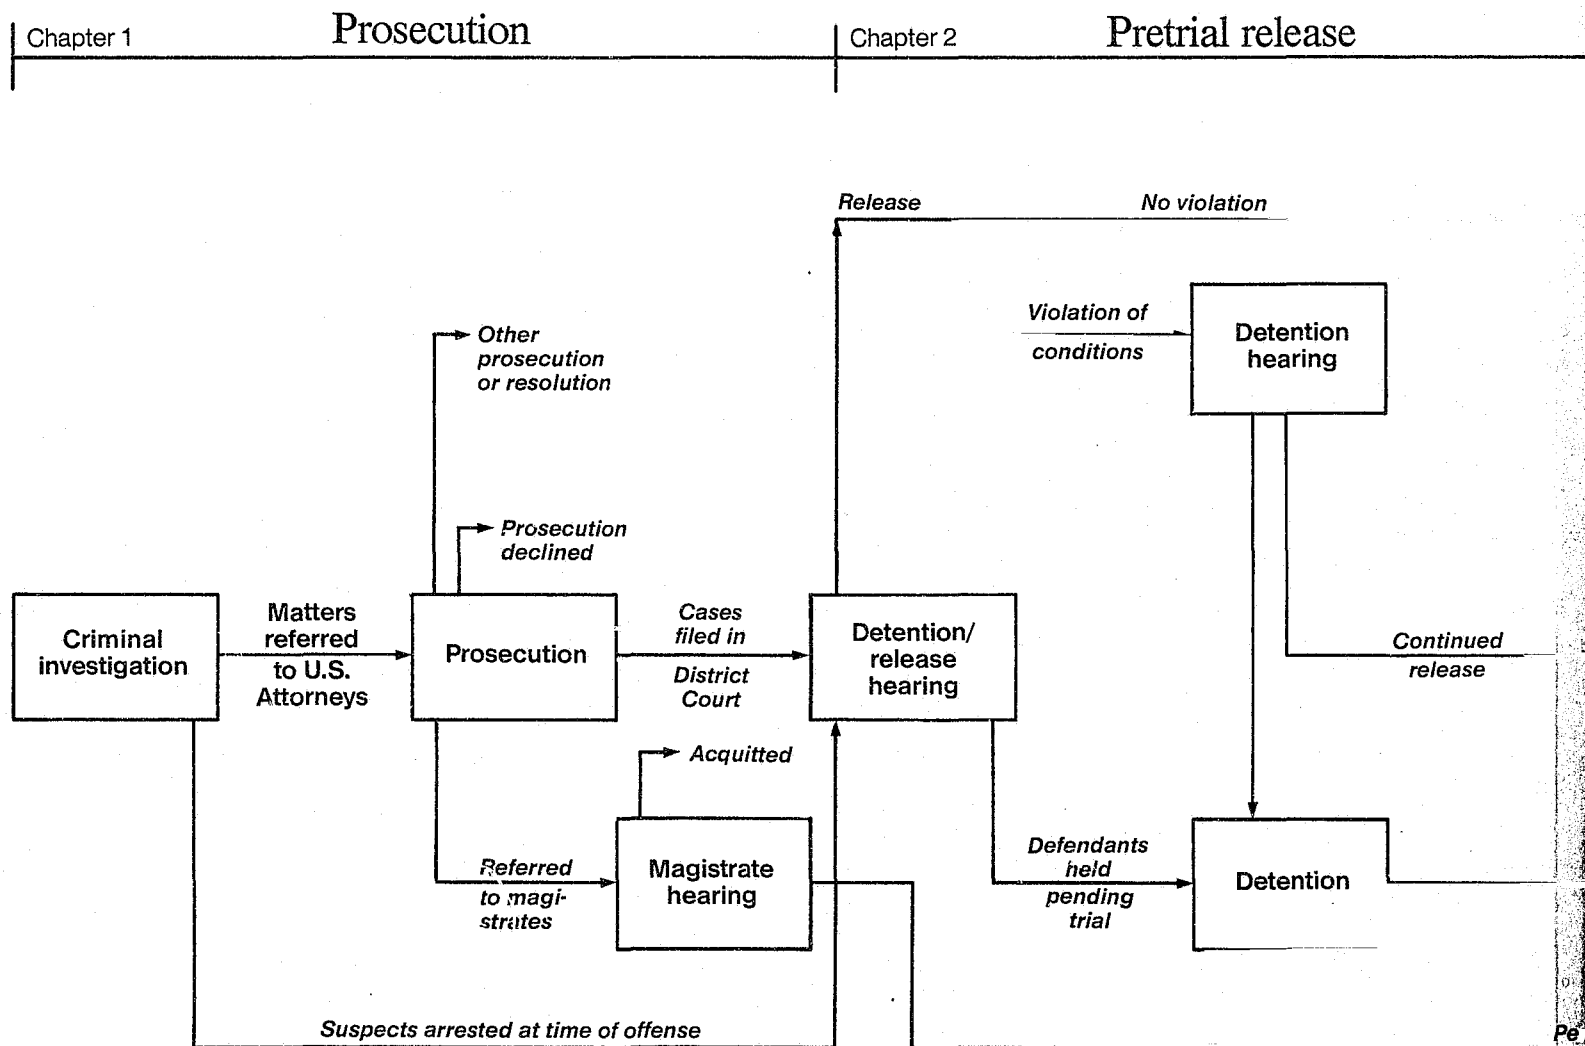 Chapter 1
Prosecution
Chapter 2
Pretrial release
Release
No violation
Violation of
conditions
Detention
hearing
Other
prosecution
or resolution
Prosecution
declined
Criminal
investigation
Matters
referred
to U.S.
Attorneys
Prosecution
Cases
filed in
District
Court
Detention/
release
hearing
Continued
release
Acquitted
Referred
to magi-
strates
Magistrate
hearing
Defendants
held
pending
trial
Detention
Suspects arrested at time of offense
Pe